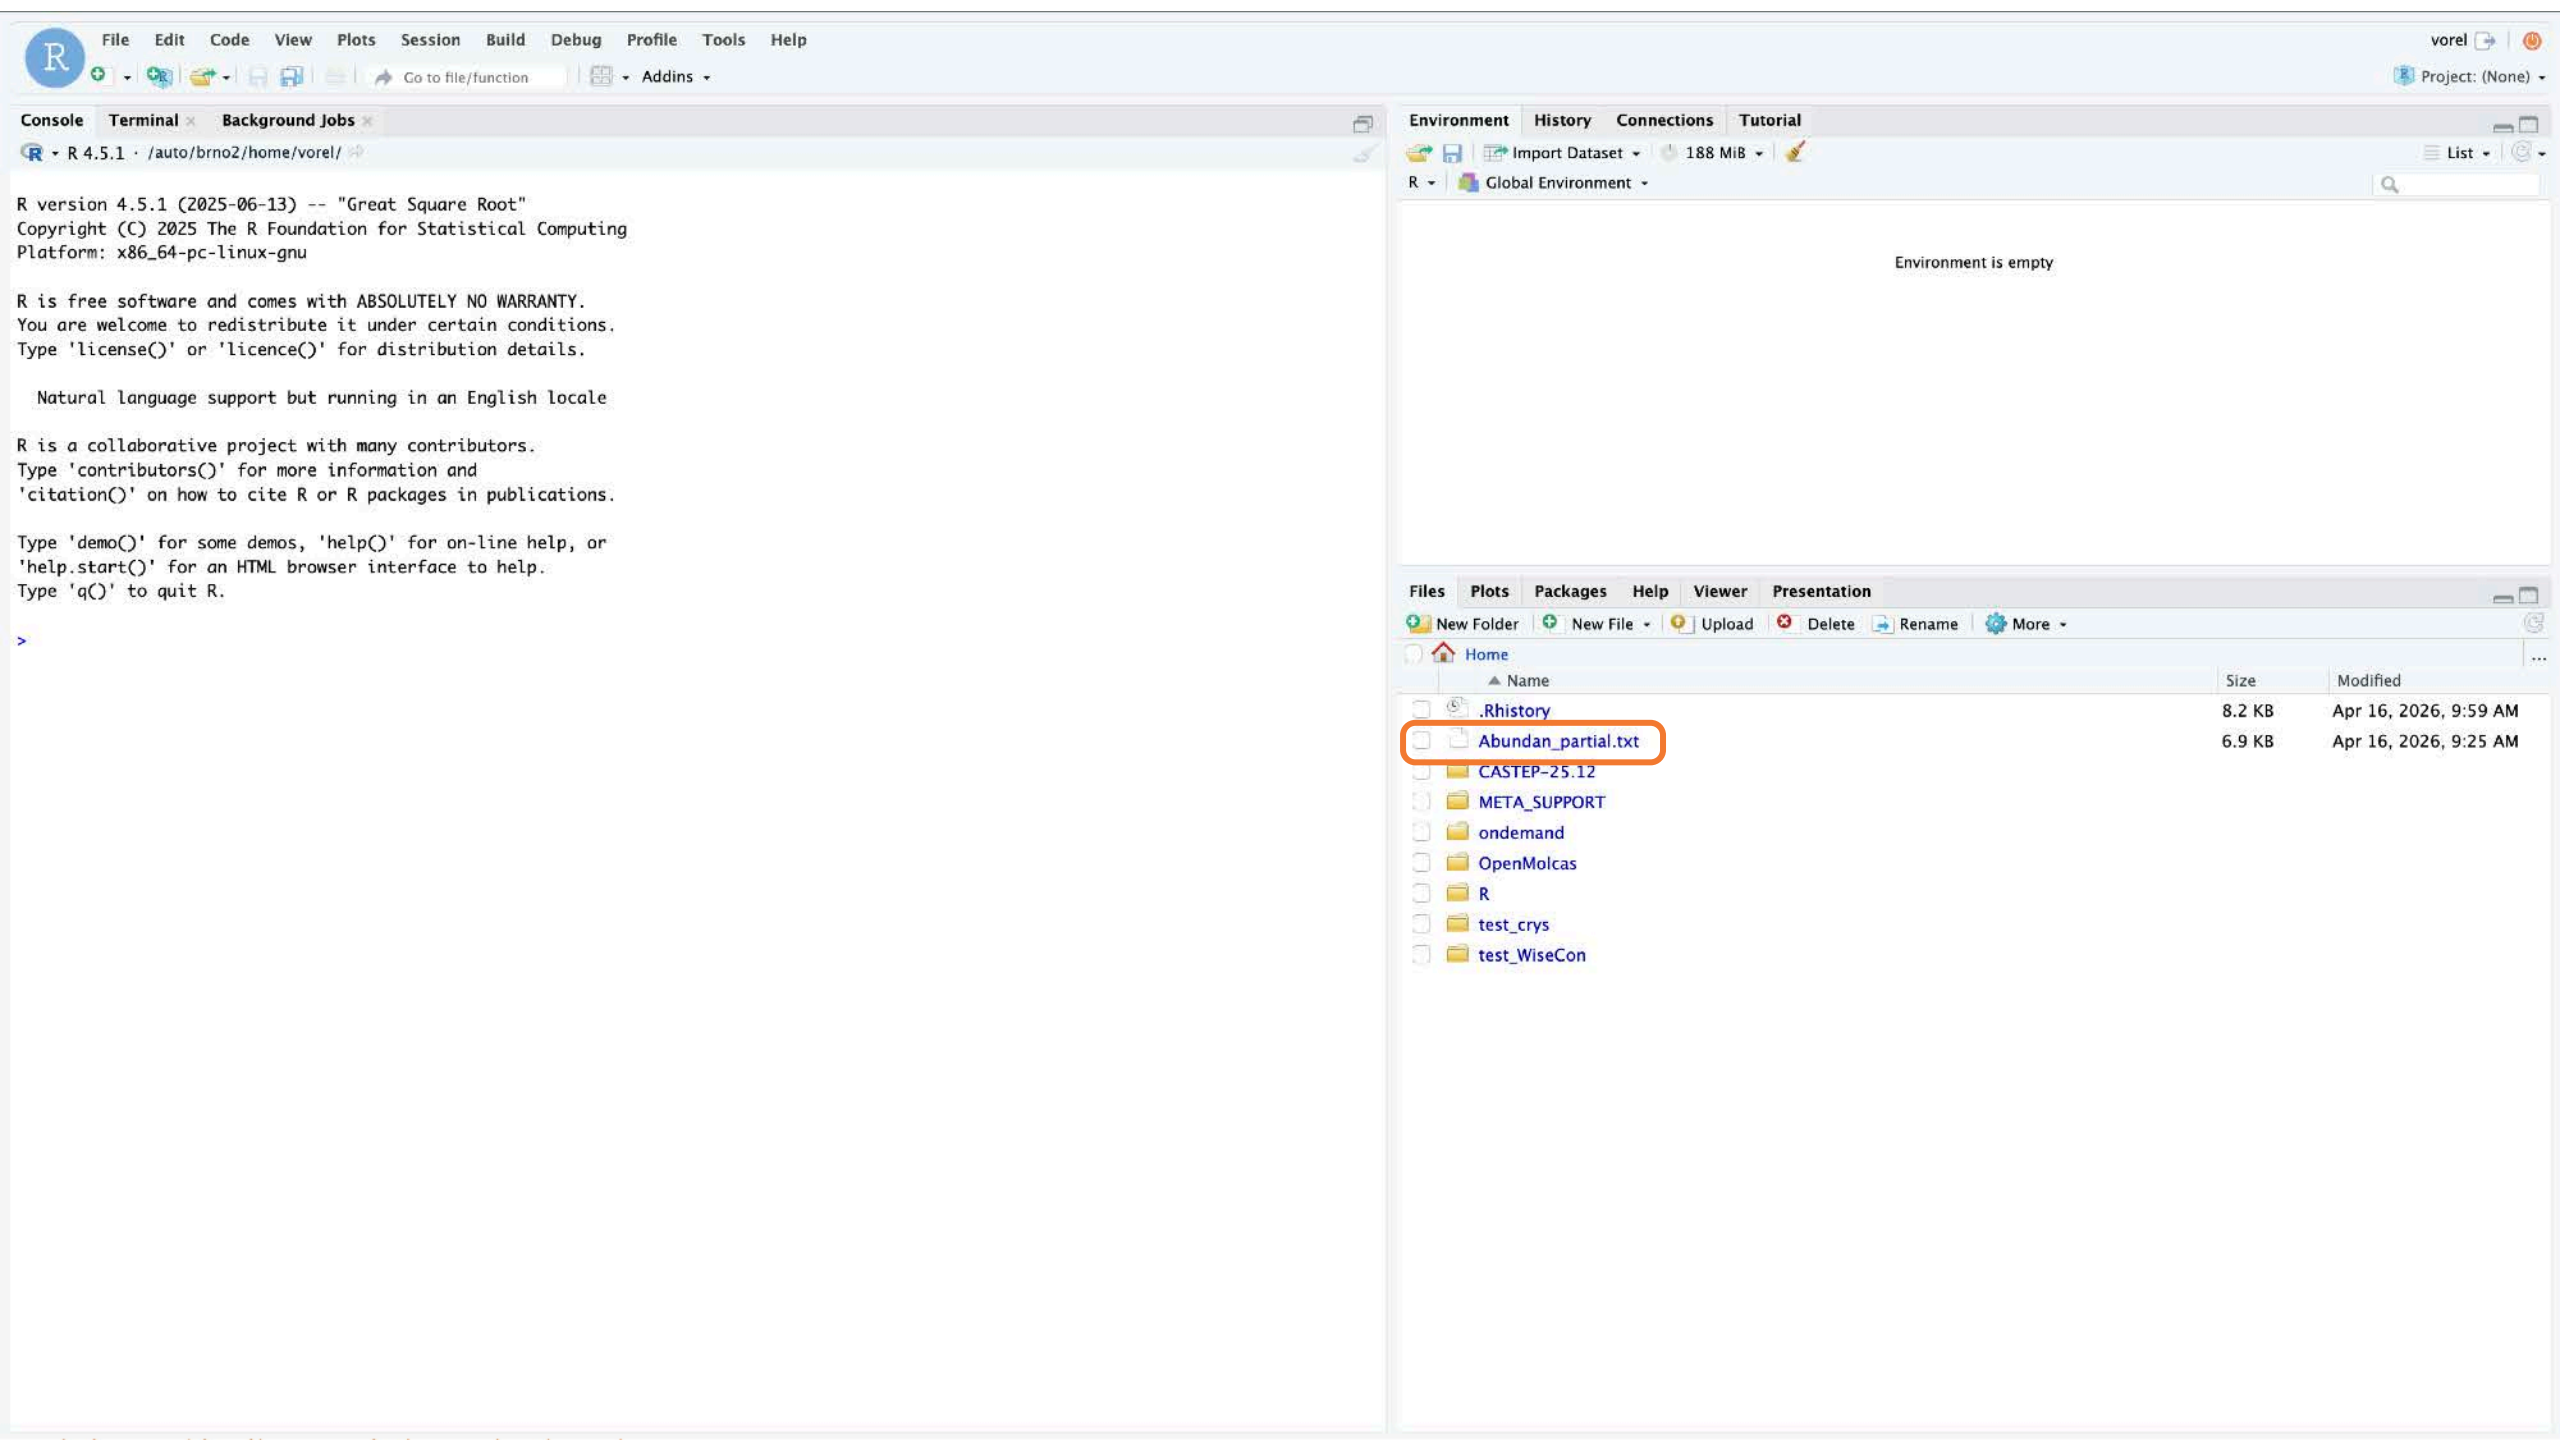 R File Edit Code View Plots Session Build Debug Profile Tools Help
vorel
Go to file/function Addins
Project: (None)
Console Terminal Background Jobs
R 4.5.1 · /auto/brno2/home/vorel/
R version 4.5.1 (2025-06-13) -- "Great Square Root"
Copyright (C) 2025 The R Foundation for Statistical Computing
Platform: x86_64-pc-linux-gnu
R is free software and comes with ABSOLUTELY NO WARRANTY.
You are welcome to redistribute it under certain conditions.
Type 'license()' or 'licence()' for distribution details.
Natural language support but running in an English locale
R is a collaborative project with many contributors.
Type 'contributors()' for more information and
'citation()' on how to cite R or R packages in publications.
Type 'demo()' for some demos, 'help()' for on-line help, or
'help.start()' for an HTML browser interface to help.
Type 'q()' to quit R.
>
Environment History Connections Tutorial
Import Dataset 188 MiB List
R Global Environment
Environment is empty
Files Plots Packages Help Viewer Presentation
New Folder New File Upload Delete Rename More
Home ...
Name Size Modified
.Rhistory 8.2 KB Apr 16, 2026, 9:59 AM
Abundan_partial.txt 6.9 KB Apr 16, 2026, 9:25 AM
CASTEP-25.12
META_SUPPORT
ondemand
OpenMolcas
R
test_crys
test_WiseCon